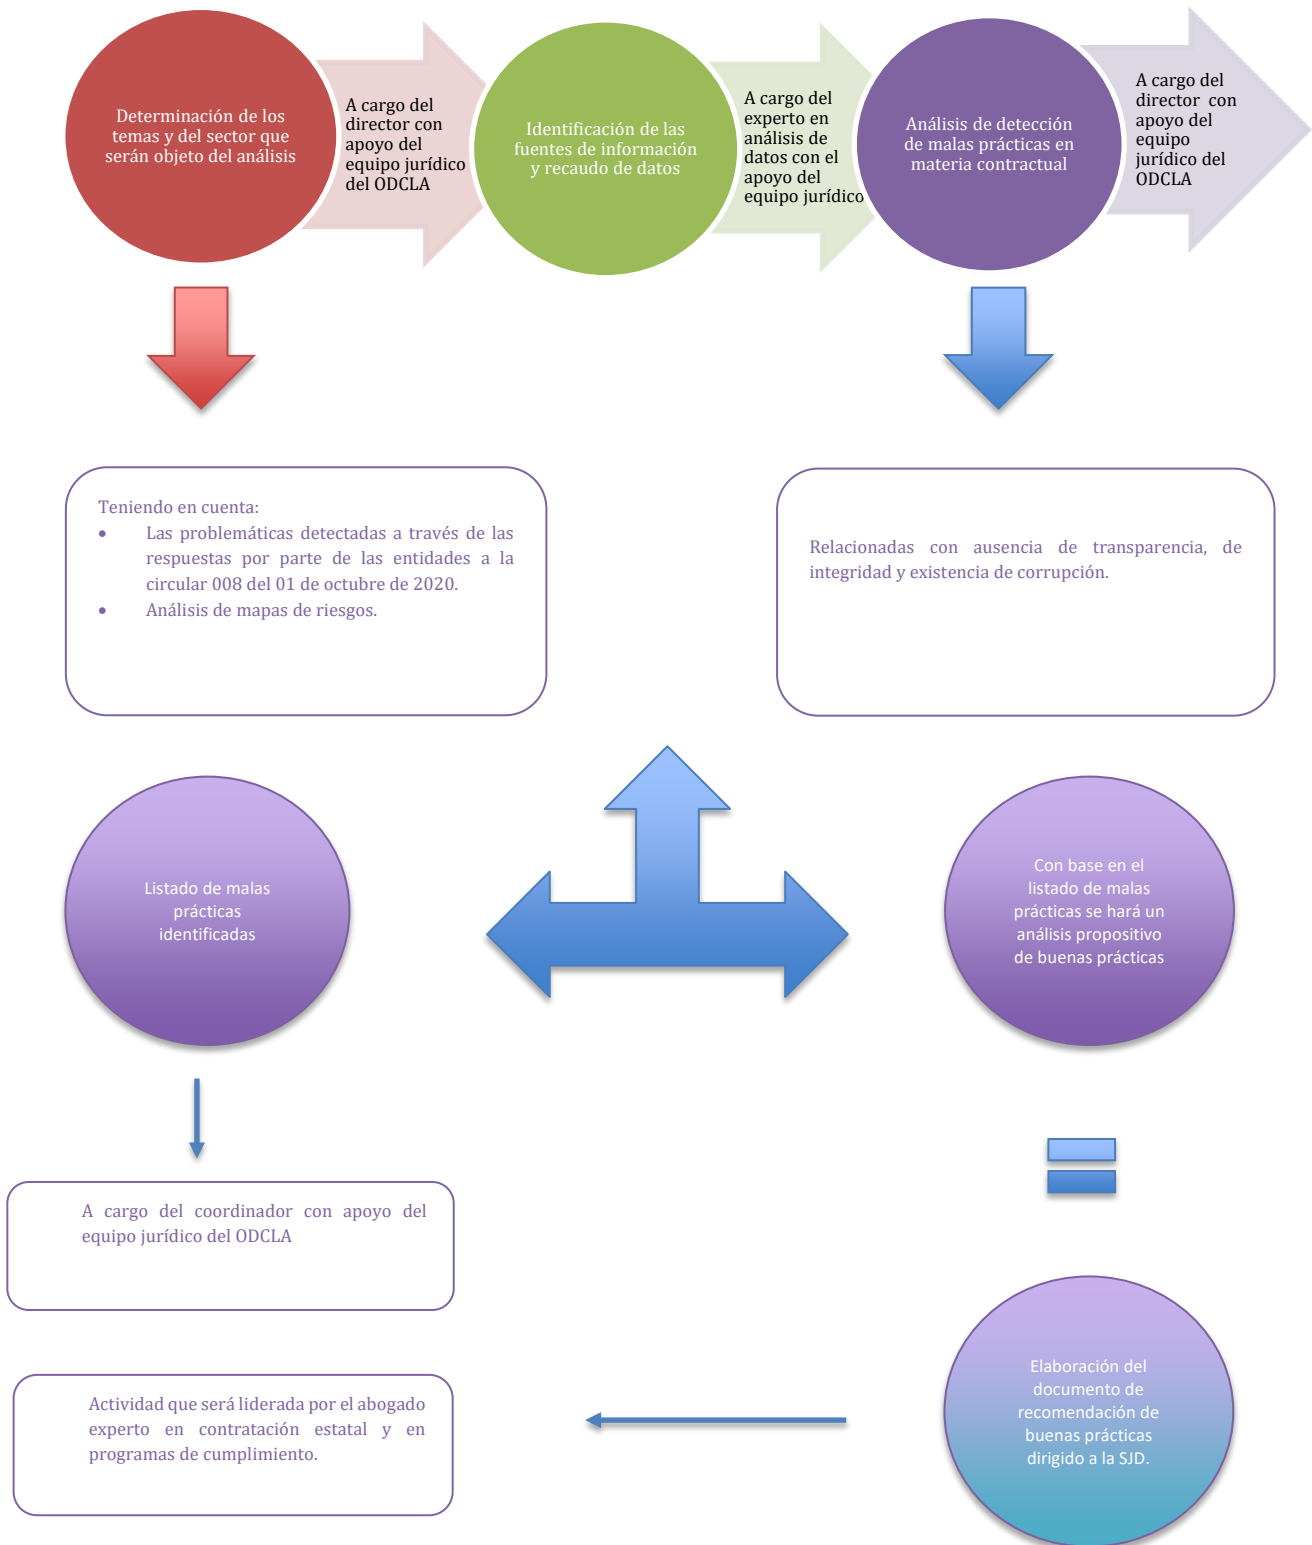 Determinación de los
temas y del sector que
serán objeto del análisis
A cargo del
director con
apoyo del
equipo jurídico
del ODCLA
Identificación de las
fuentes de información
y recaudo de datos
A cargo del
experto en
análisis de
datos con el
apoyo del
equipo jurídico
Análisis de detección
de malas prácticas en
materia contractual
A cargo del
director con
apoyo del
equipo
jurídico del
ODCLA
Teniendo en cuenta:
• Las problemáticas detectadas a través de las
respuestas por parte de las entidades a la
circular 008 del 01 de octubre de 2020.
• Análisis de mapas de riesgos.
Relacionadas con ausencia de transparencia, de
integridad y existencia de corrupción.
Listado de malas
prácticas
identificadas
Con base en el
listado de malas
prácticas se hará un
análisis propositivo
de buenas prácticas
A cargo del coordinador con apoyo del
equipo jurídico del ODCLA
Elaboración del
documento de
recomendación de
buenas prácticas
dirigido a la SJD.
Actividad que será liderada por el abogado
experto en contratación estatal y en
programas de cumplimiento.